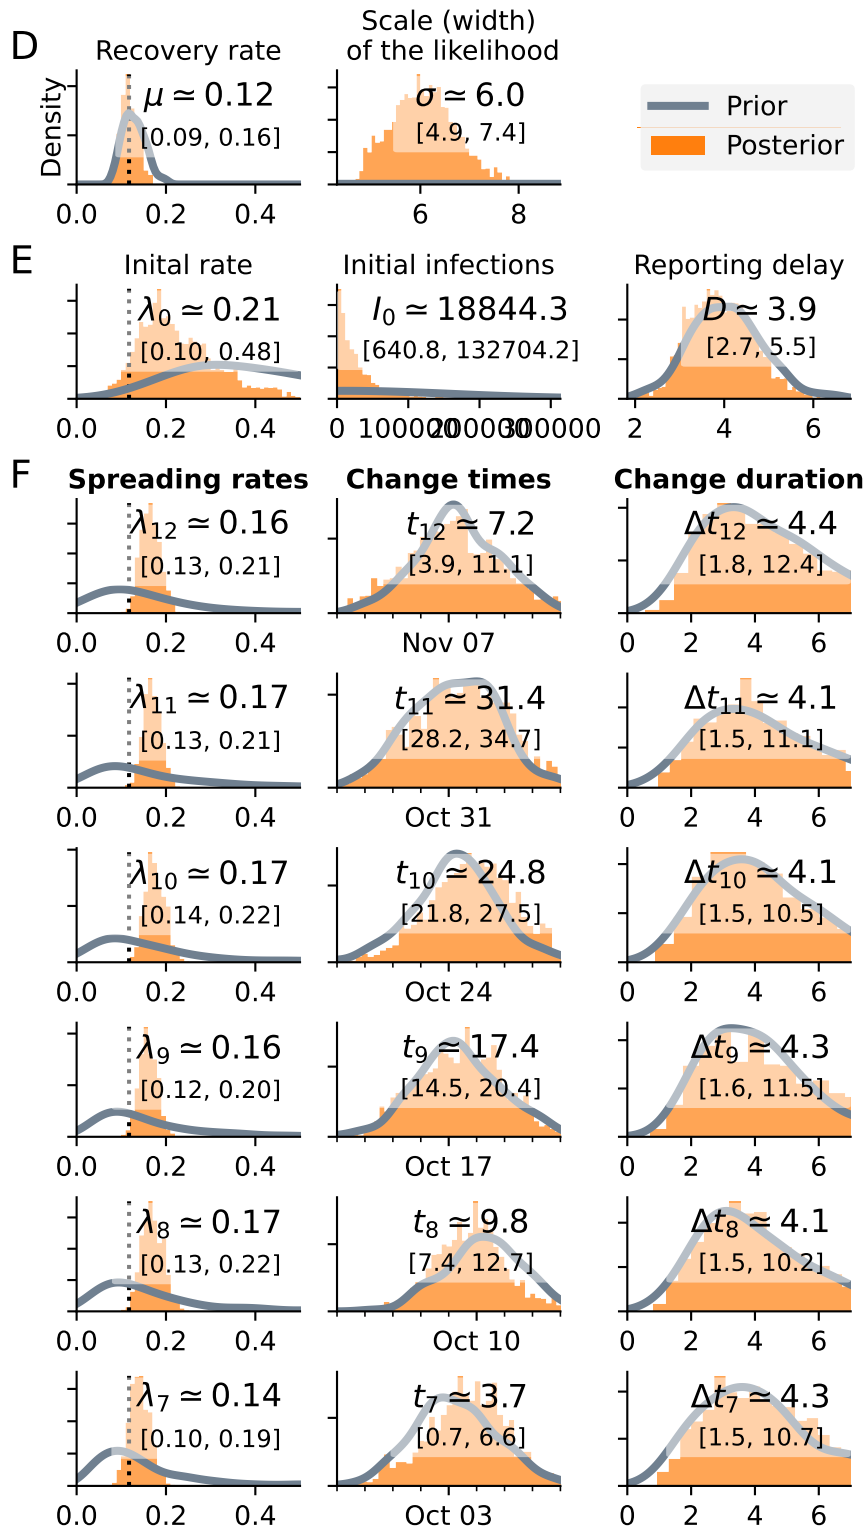 D
Recovery rate
Scale (width)
of the likelihood
Density
μ ≃ 0.12
[0.09, 0.16]
0.0 0.2 0.4
σ ≃ 6.0
[4.9, 7.4]
6 8
Prior
Posterior
E
Inital rate
Initial infections
Reporting delay
λ0 ≃ 0.21
[0.10, 0.48]
0.0 0.2 0.4
I0 ≃ 18844.3
[640.8, 132704.2]
0 100000 200000 300000
D ≃ 3.9
[2.7, 5.5]
2 4 6
F
Spreading rates
Change times
Change duration
λ12 ≃ 0.16
[0.13, 0.21]
0.0 0.2 0.4
t12 ≃ 7.2
[3.9, 11.1]
Nov 07
Δt12 ≃ 4.4
[1.8, 12.4]
0 2 4 6
λ11 ≃ 0.17
[0.13, 0.21]
0.0 0.2 0.4
t11 ≃ 31.4
[28.2, 34.7]
Oct 31
Δt11 ≃ 4.1
[1.5, 11.1]
0 2 4 6
λ10 ≃ 0.17
[0.14, 0.22]
0.0 0.2 0.4
t10 ≃ 24.8
[21.8, 27.5]
Oct 24
Δt10 ≃ 4.1
[1.5, 10.5]
0 2 4 6
λ9 ≃ 0.16
[0.12, 0.20]
0.0 0.2 0.4
t9 ≃ 17.4
[14.5, 20.4]
Oct 17
Δt9 ≃ 4.3
[1.6, 11.5]
0 2 4 6
λ8 ≃ 0.17
[0.13, 0.22]
0.0 0.2 0.4
t8 ≃ 9.8
[7.4, 12.7]
Oct 10
Δt8 ≃ 4.1
[1.5, 10.2]
0 2 4 6
λ7 ≃ 0.14
[0.10, 0.19]
0.0 0.2 0.4
t7 ≃ 3.7
[0.7, 6.6]
Oct 03
Δt7 ≃ 4.3
[1.5, 10.7]
0 2 4 6